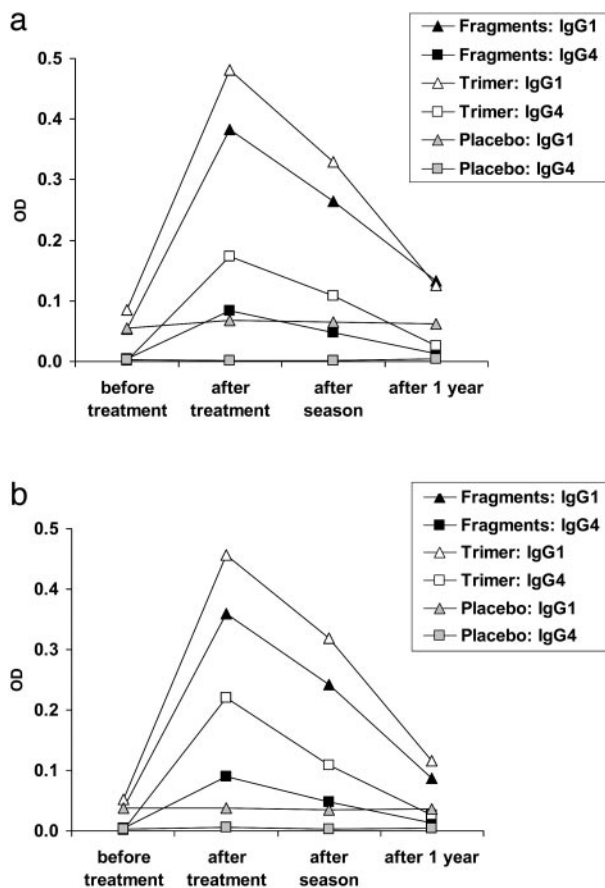 a
Fragments: IgG1
Fragments: IgG4
Trimer: IgG1
Trimer: IgG4
Placebo: IgG1
Placebo: IgG4
0.5
0.4
0.3
0.2
0.1
0.0
OD
before treatment
after treatment
after season
after 1 year
b
Fragments: IgG1
Fragments: IgG4
Trimer: IgG1
Trimer: IgG4
Placebo: IgG1
Placebo: IgG4
0.5
0.4
0.3
0.2
0.1
0.0
OD
before treatment
after treatment
after season
after 1 year